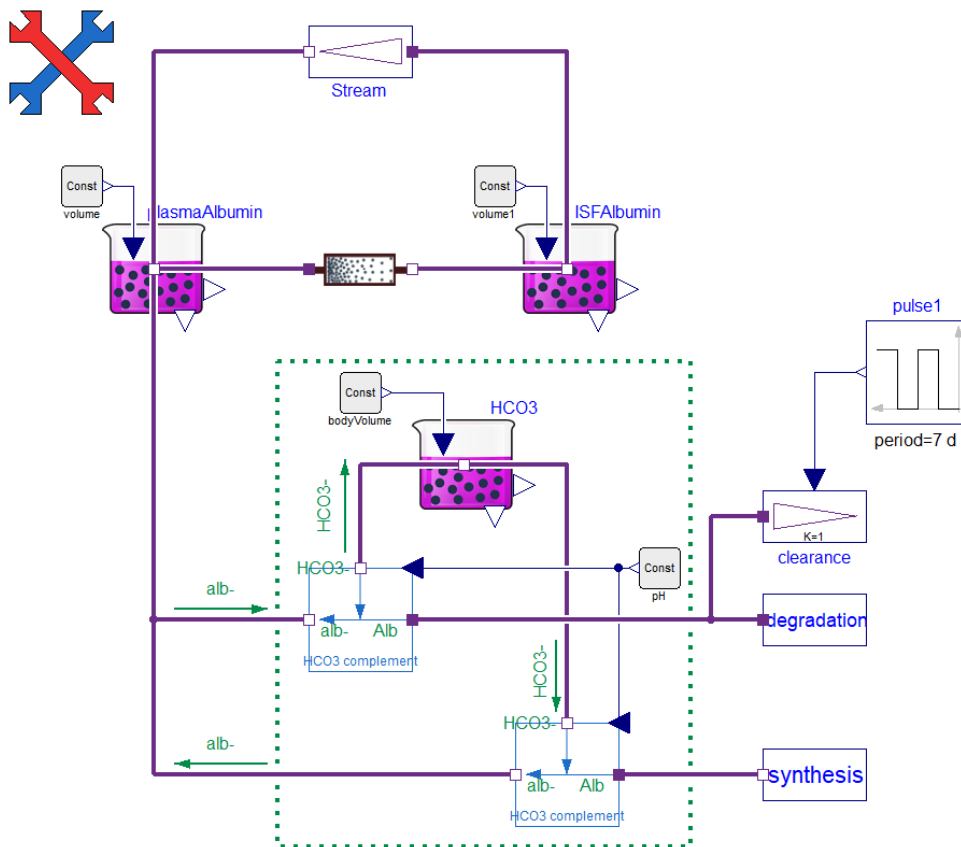 Stream
Const
volume
plasmaAlbumin
Const
volume1
ISFAlbumin
pulse1
period=7 d
Const
bodyVolume
HCO3
HCO3-
K=1
clearance
HCO3-
Const
pH
alb-
alb-
Alb
HCO3 complement
degradation
HCO3-
HCO3-
alb-
alb-
Alb
HCO3 complement
synthesis